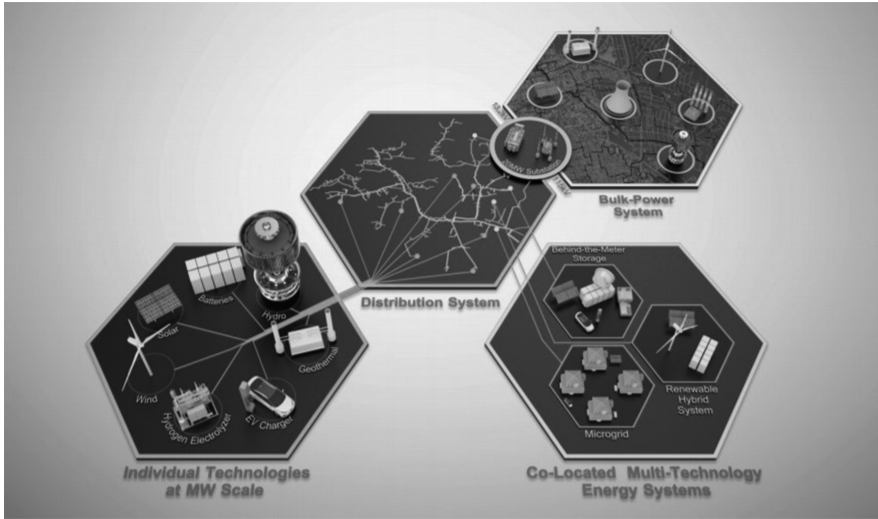 Bulk-Power
System
Behind-the-Meter
Storage
Distribution System
Batteries
Hydro
Solar
Geothermal
Wind
Renewable
Hybrid
System
Hydrogen Electrolyzer
EV Charger
Microgrid
Individual Technologies
at MW Scale
Co-Located Multi-Technology
Energy Systems